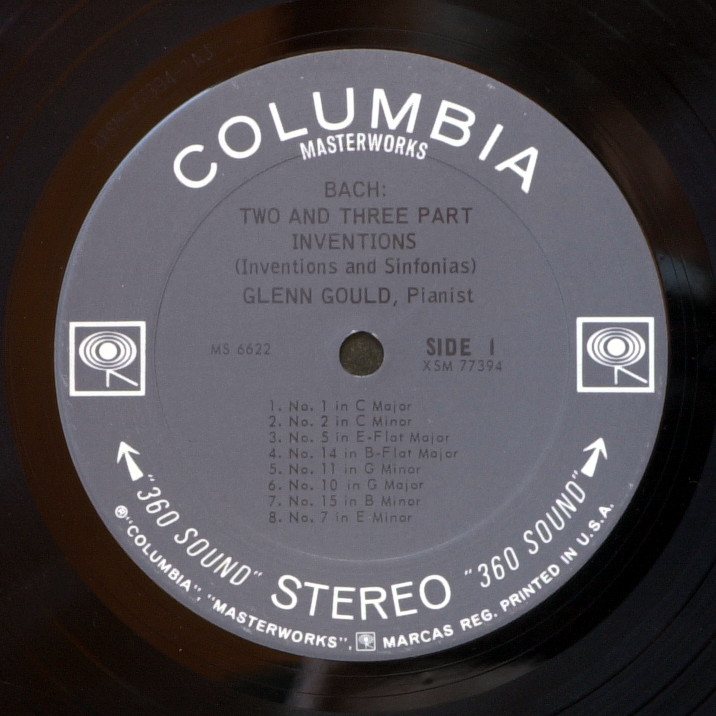 COLUMBIA
MASTERWORKS
BACH:
TWO AND THREE PART
INVENTIONS
(Inventions and Sinfonias)
GLENN GOULD, Pianist
MS 6622
SIDE 1
XSM 77394
1. No. 1 in C Major
2. No. 2 in C Minor
3. No. 5 in E-Flat Major
4. No. 14 in B-Flat Major
5. No. 11 in G Minor
6. No. 10 in G Major
7. No. 15 in B Minor
8. No. 7 in E Minor
"360 SOUND" STEREO "360 SOUND"
®"COLUMBIA", "MASTERWORKS", MARCAS REG. PRINTED IN U.S.A.